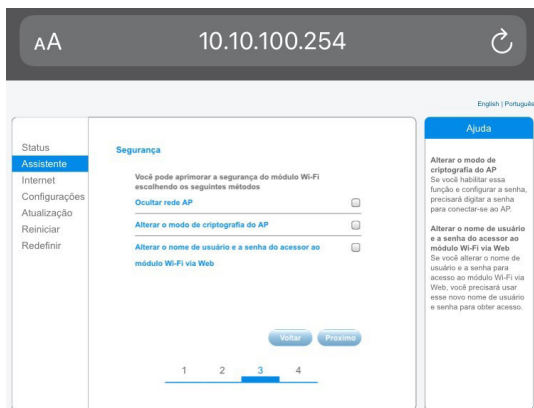 AA
10.10.100.254
English | Português
Status
Assistente
Internet
Configurações
Atualização
Reiniciar
Redefinir
Segurança
Você pode aprimorar a segurança do módulo Wi-Fi
escolhendo os seguintes métodos
Ocultar rede AP
Alterar o modo de criptografia do AP
Alterar o nome de usuário e a senha do acessor ao
módulo Wi-Fi via Web
Voltar
Proximo
1 2 3 4
Ajuda
Alterar o modo de
criptografia do AP
Se você habilitar essa
função e configurar a senha,
precisará digitar a senha
para conectar-se ao AP.
Alterar o nome de usuário
e a senha do acessor ao
módulo Wi-Fi via Web
Se você alterar o nome de
usuário e a senha para
acesso ao módulo Wi-Fi via
Web, você precisará usar
esse novo nome de usuário
e senha para obter acesso.